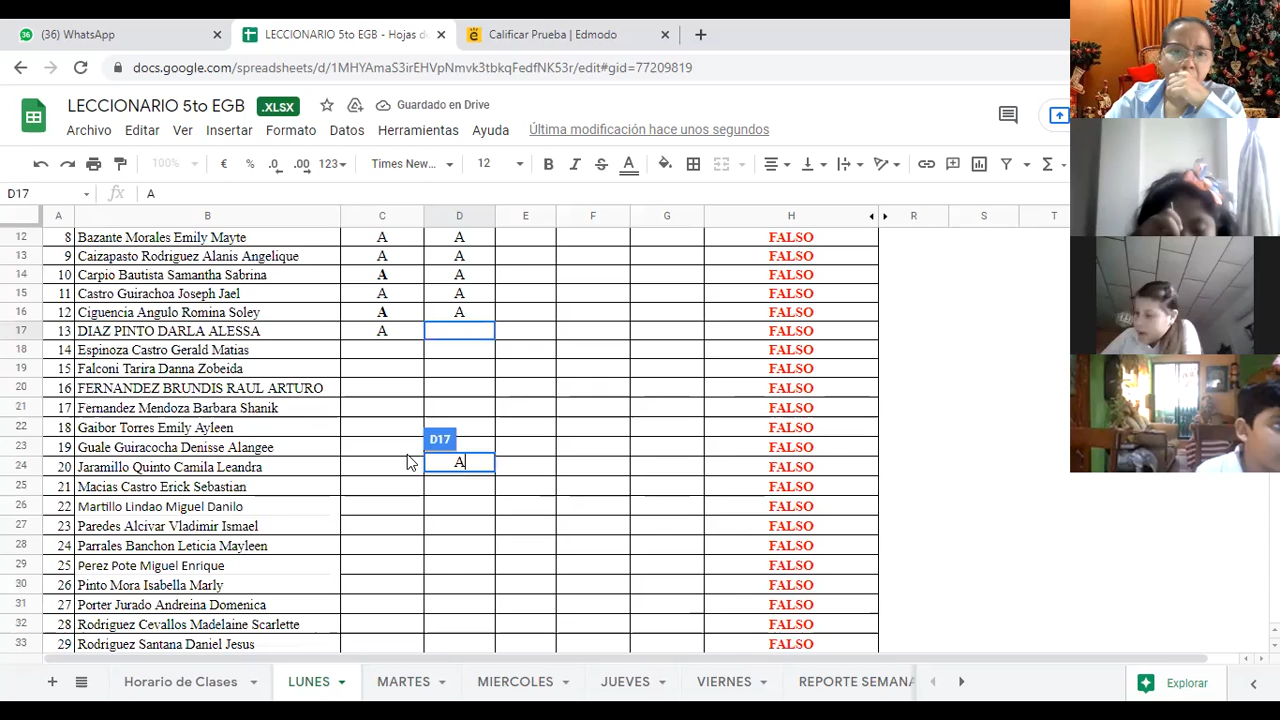 36 (36) WhatsApp
LECCIONARIO 5to EGB - Hojas de
Calificar Prueba | Edmodo
docs.google.com/spreadsheets/d/1MHYAmaS3irEHVpNmvk3tbkqFedfNK53r/edit#gid=77209819
LECCIONARIO 5to EGB .XLSX Guardado en Drive
Archivo Editar Ver Insertar Formato Datos Herramientas Ayuda Última modificación hace unos segundos
100% € % .0 .00 123 Times New... 12 B I S A
D17 fx A
A B C D E F G H R S T
12 8 Bazante Morales Emily Mayte A A FALSO
13 9 Caizapasto Rodriguez Alanis Angelique A A FALSO
14 10 Carpio Bautista Samantha Sabrina A A FALSO
15 11 Castro Guirachoa Joseph Jael A A FALSO
16 12 Ciguencia Angulo Romina Soley A A FALSO
17 13 DIAZ PINTO DARLA ALESSA A FALSO
18 14 Espinoza Castro Gerald Matias FALSO
19 15 Falconi Tarira Danna Zobeida FALSO
20 16 FERNANDEZ BRUNDIS RAUL ARTURO FALSO
21 17 Fernandez Mendoza Barbara Shanik FALSO
22 18 Gaibor Torres Emily Ayleen FALSO
D17
23 19 Guale Guiracocha Denisse Alangee FALSO
24 20 Jaramillo Quinto Camila Leandra A FALSO
25 21 Macias Castro Erick Sebastian FALSO
26 22 Martillo Lindao Miguel Danilo FALSO
27 23 Paredes Alcivar Vladimir Ismael FALSO
28 24 Parrales Banchon Leticia Mayleen FALSO
29 25 Perez Pote Miguel Enrique FALSO
30 26 Pinto Mora Isabella Marly FALSO
31 27 Porter Jurado Andreina Domenica FALSO
32 28 Rodriguez Cevallos Madelaine Scarlette FALSO
33 29 Rodriguez Santana Daniel Jesus FALSO
Horario de Clases LUNES MARTES MIERCOLES JUEVES VIERNES REPORTE SEMANA Explorar